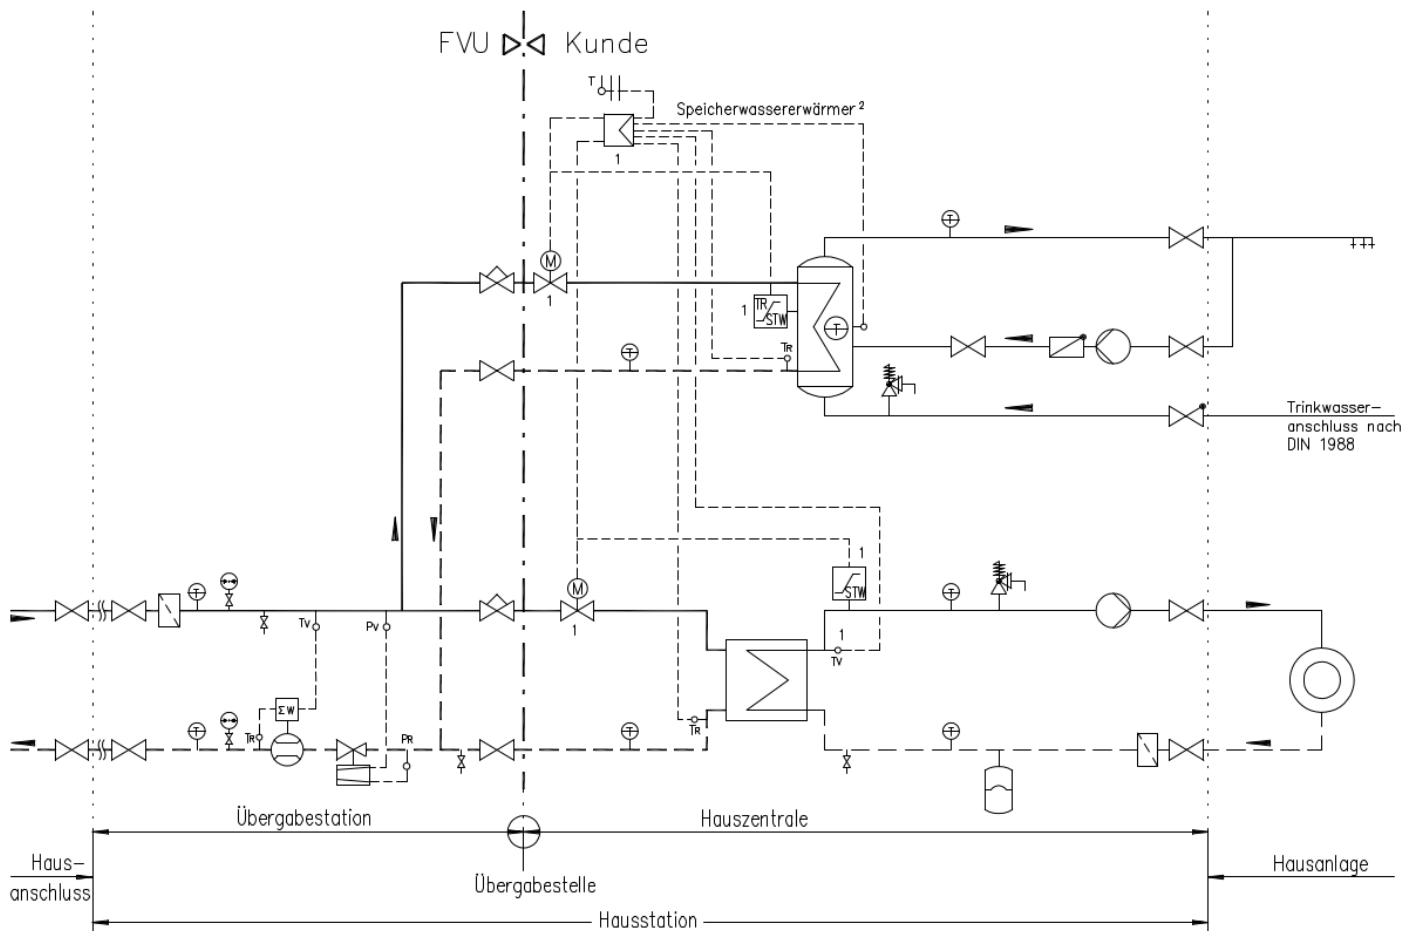 FVU Kunde
T
Speicherwassererwärmer ²
1
T
M
1
1
TR
STW
T
T
TR
Trinkwasser–
anschluss nach
DIN 1988
1
STW
M
1
T
T
TV
PV
1
TV
ΣW
T
TR
PR
T
TR
T
Übergabestation
Hauszentrale
Haus–
anschluss
Übergabestelle
Hausanlage
Hausstation